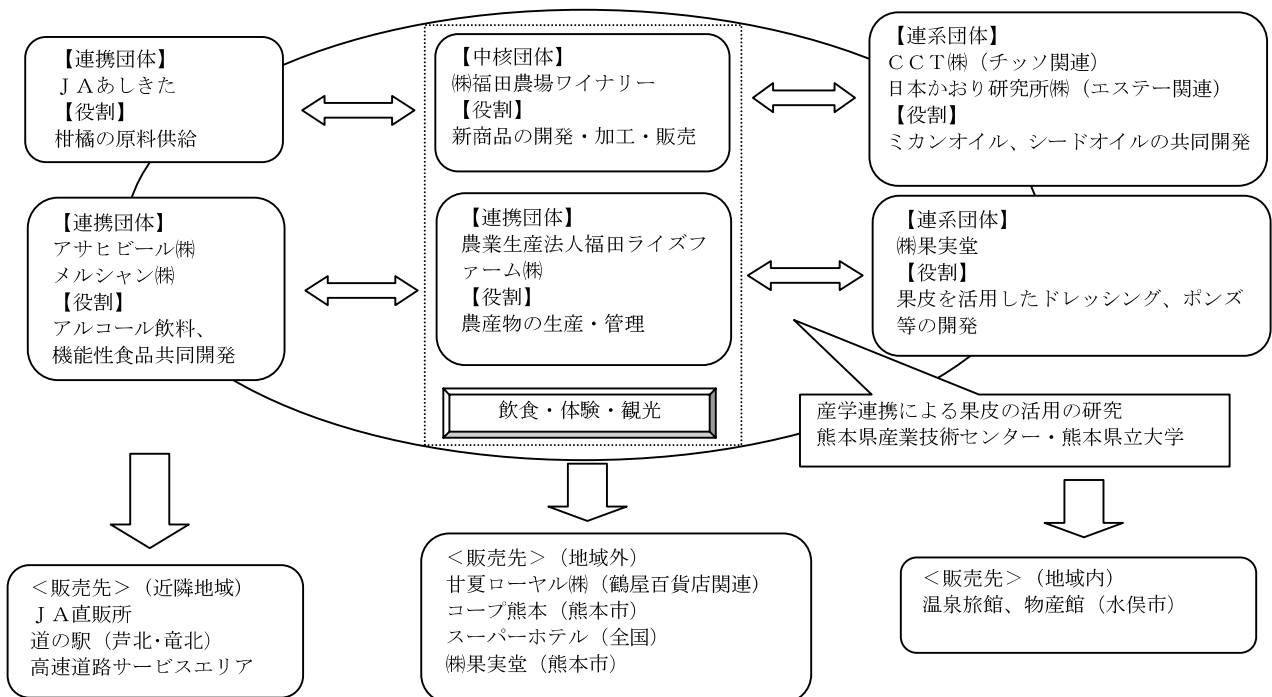 【連携団体】
ＪＡあしきた
【役割】
柑橘の原料供給
【中核団体】
㈱福田農場ワイナリー
【役割】
新商品の開発・加工・販売
【連系団体】
ＣＣＴ㈱（チッソ関連）
日本かおり研究所㈱（エステー関連）
【役割】
ミカンオイル、シードオイルの共同開発
【連携団体】
アサヒビール㈱
メルシャン㈱
【役割】
アルコール飲料、
機能性食品共同開発
【連携団体】
農業生産法人福田ライズフ
ァーム㈱
【役割】
農産物の生産・管理
【連系団体】
㈱果実堂
【役割】
果皮を活用したドレッシング、ポンズ
等の開発
飲食・体験・観光
産学連携による果皮の活用の研究
熊本県産業技術センター・熊本県立大学
＜販売先＞（近隣地域）
ＪＡ直販所
道の駅（芦北･竜北）
高速道路サービスエリア
＜販売先＞（地域外）
甘夏ローヤル㈱（鶴屋百貨店関連）
コープ熊本（熊本市）
スーパーホテル（全国）
㈱果実堂（熊本市）
＜販売先＞（地域内）
温泉旅館、物産館（水俣市）